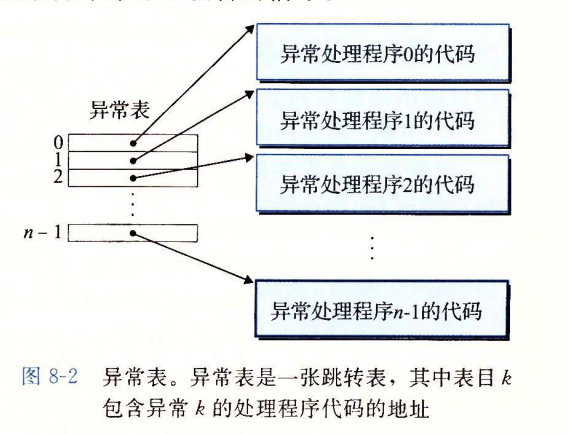 异常处理程序0的代码
异常表
异常处理程序1的代码
0
1
2
异常处理程序2的代码
n – 1
异常处理程序n-1的代码
图 8-2 异常表。异常表是一张跳转表，其中表目 k
包含异常 k 的处理程序代码的地址